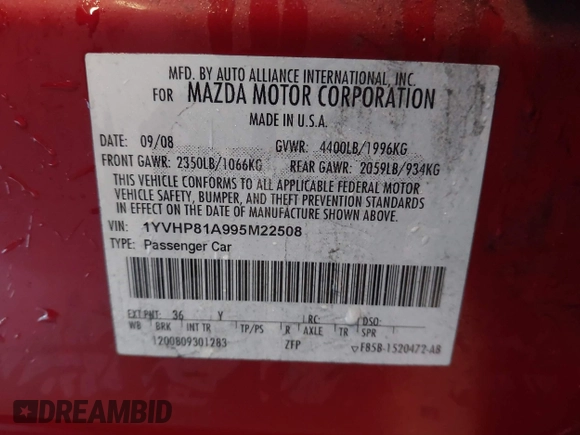 MFD. BY AUTO ALLIANCE INTERNATIONAL, INC.
FOR MAZDA MOTOR CORPORATION
MADE IN U.S.A.
DATE: 09/08 GVWR: 4400LB/1996KG
FRONT GAWR: 2350LB/1066KG REAR GAWR: 2059LB/934KG
THIS VEHICLE CONFORMS TO ALL APPLICABLE FEDERAL MOTOR
VEHICLE SAFETY, BUMPER, AND THEFT PREVENTION STANDARDS
IN EFFECT ON THE DATE OF MANUFACTURE SHOWN ABOVE.
VIN: 1YVHP81A995M22508
TYPE: Passenger Car
EXT PNT: 36 Y RC: DSO:
WB BRK INT TR TP/PS R AXLE TR SPR
1200809301283 ZFP F85B-1520472-AB
DREAMBID